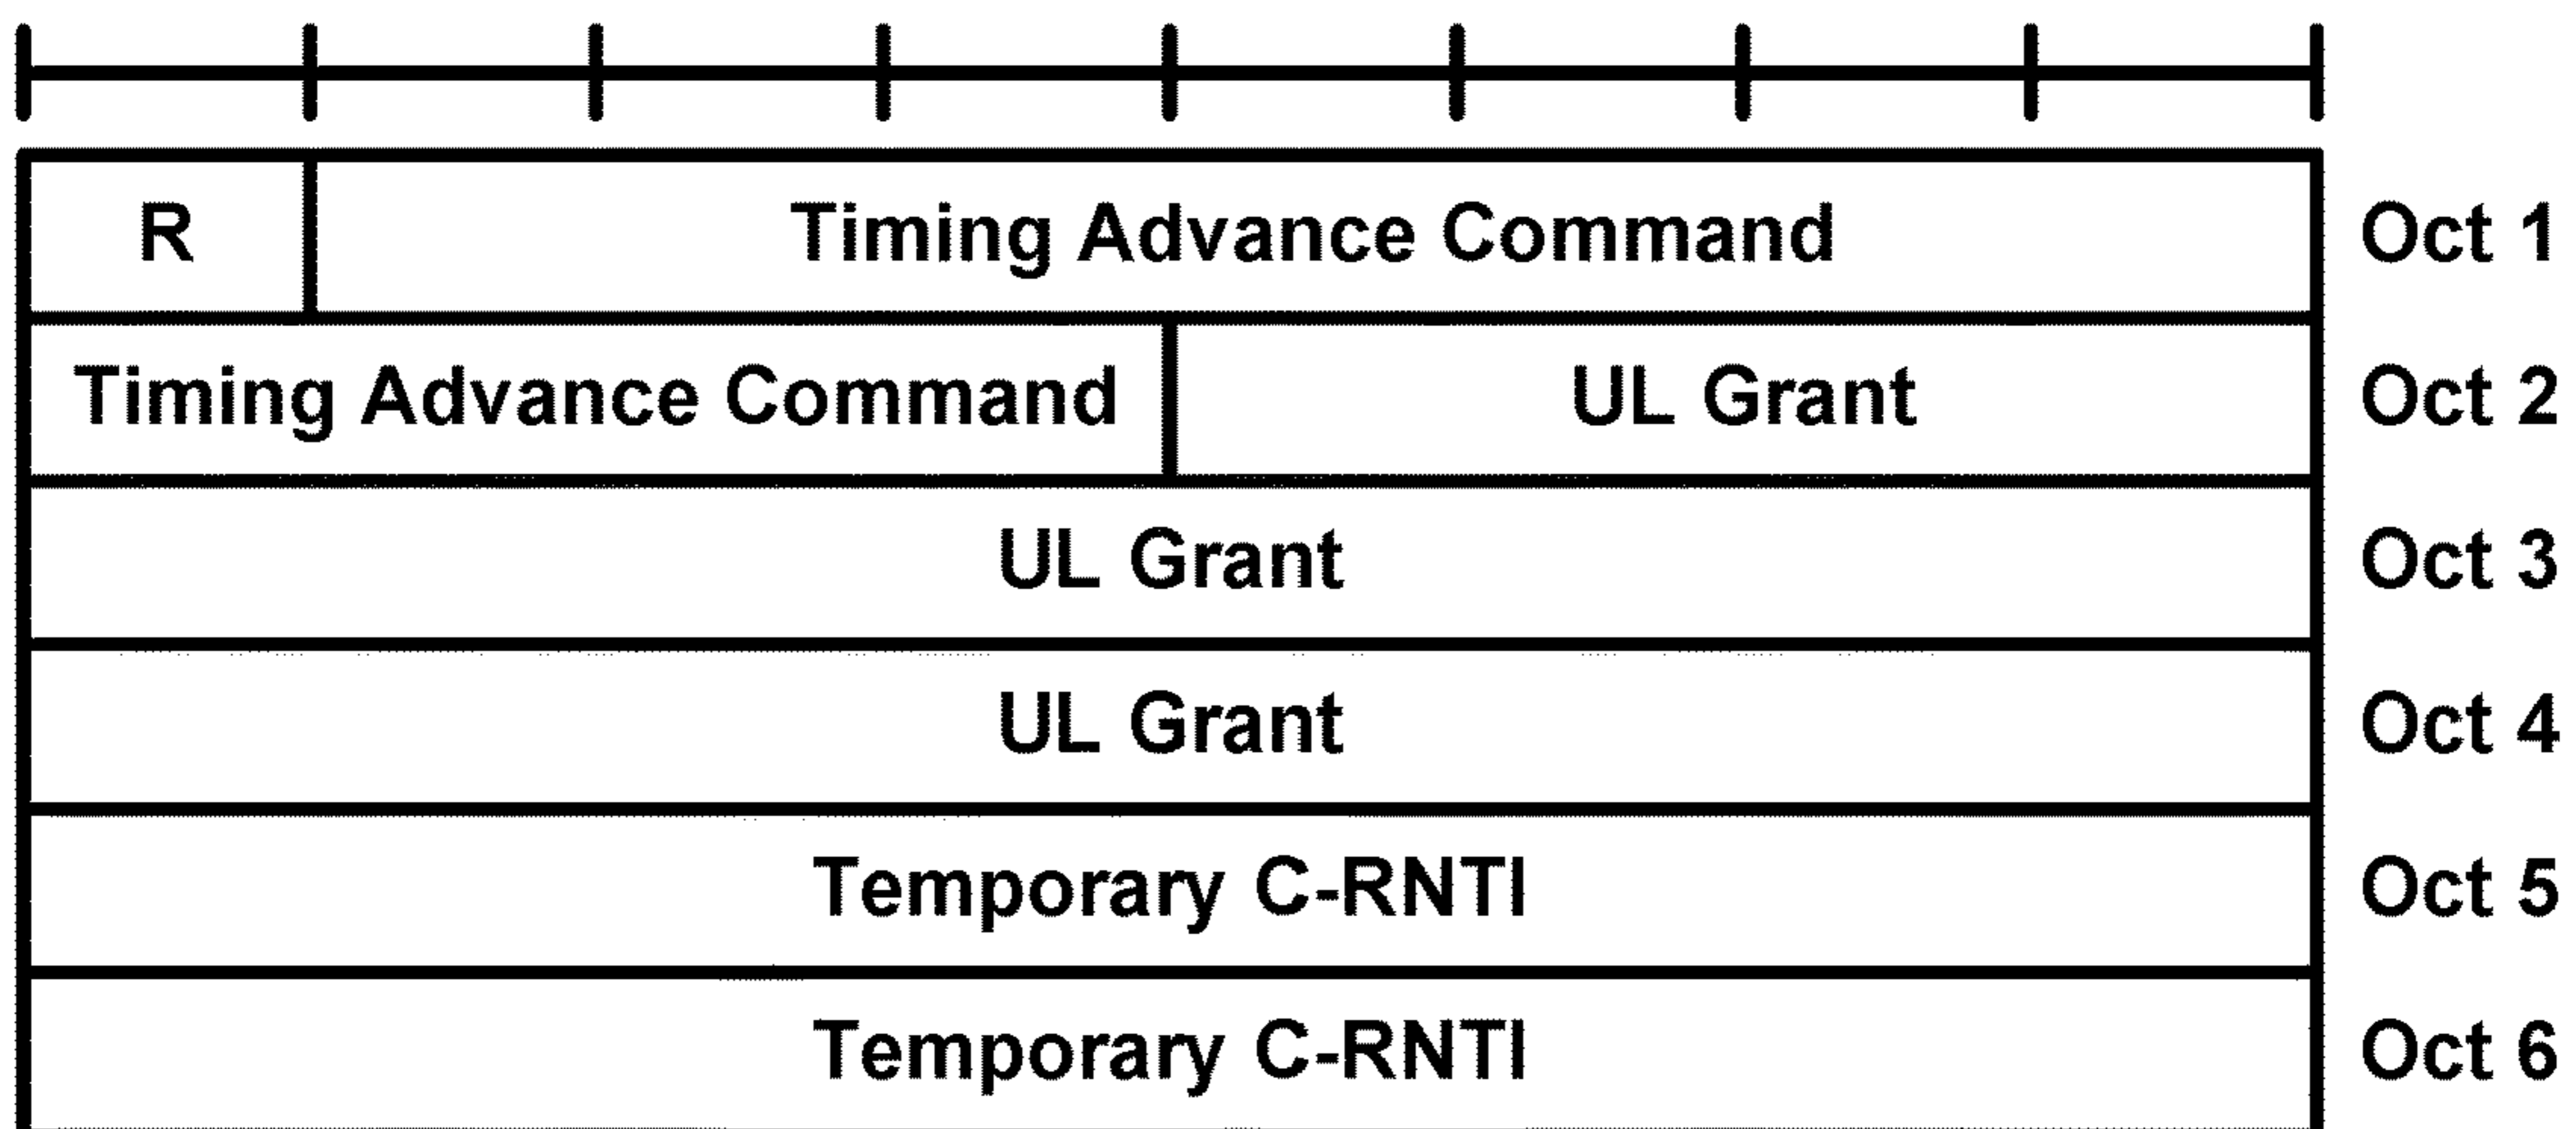 R Timing Advance Command Oct 1
Timing Advance Command UL Grant Oct 2
UL Grant Oct 3
UL Grant Oct 4
Temporary C-RNTI Oct 5
Temporary C-RNTI Oct 6